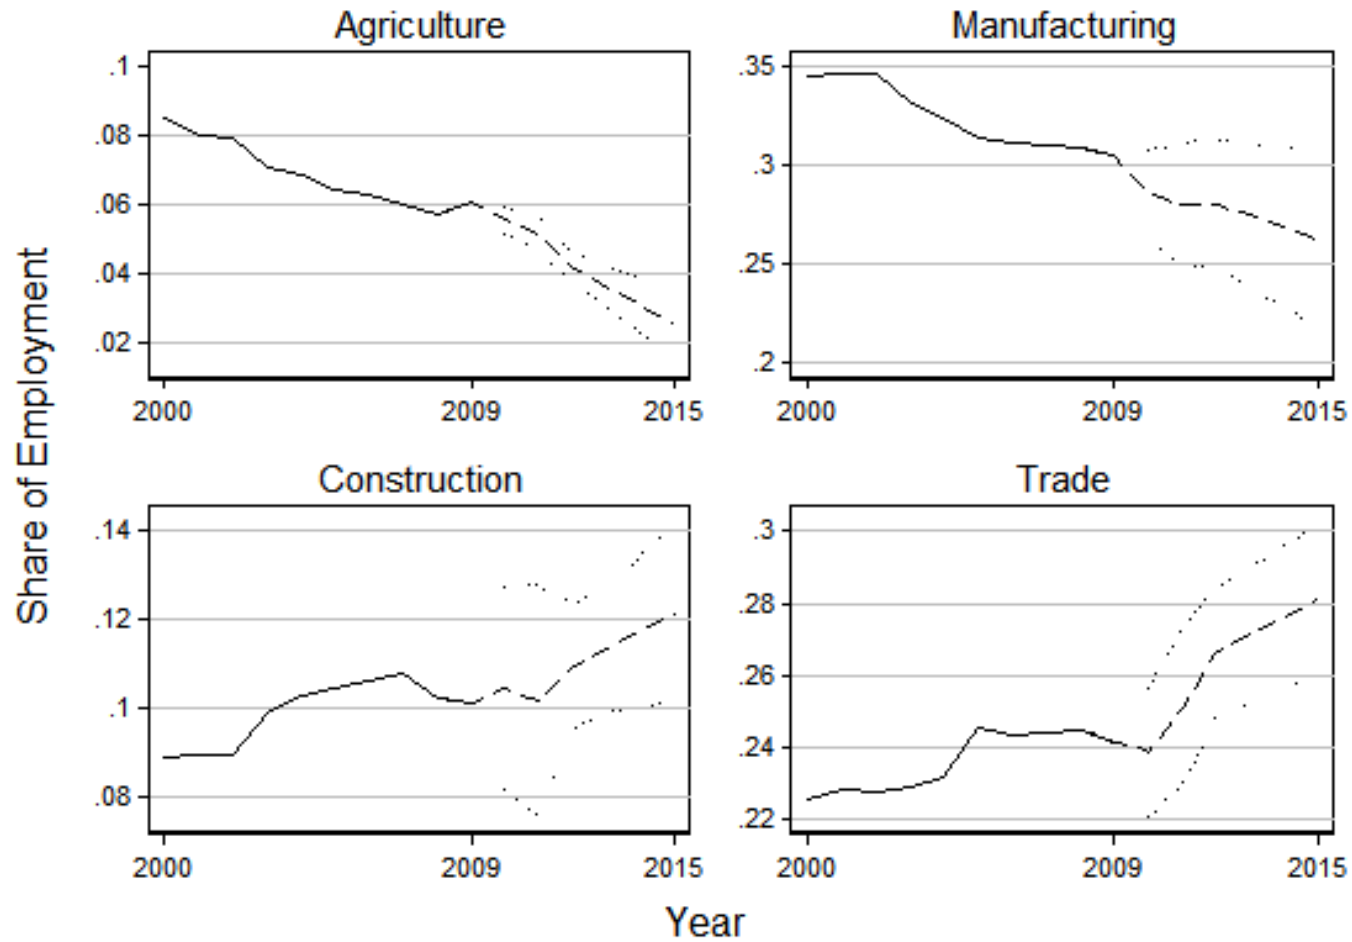 Agriculture
.1
.08
.06
.04
.02
2000 2009 2015
Manufacturing
.35
.3
.25
.2
2000 2009 2015
Construction
.14
.12
.1
.08
2000 2009 2015
Trade
.3
.28
.26
.24
.22
2000 2009 2015
Share of Employment
Year